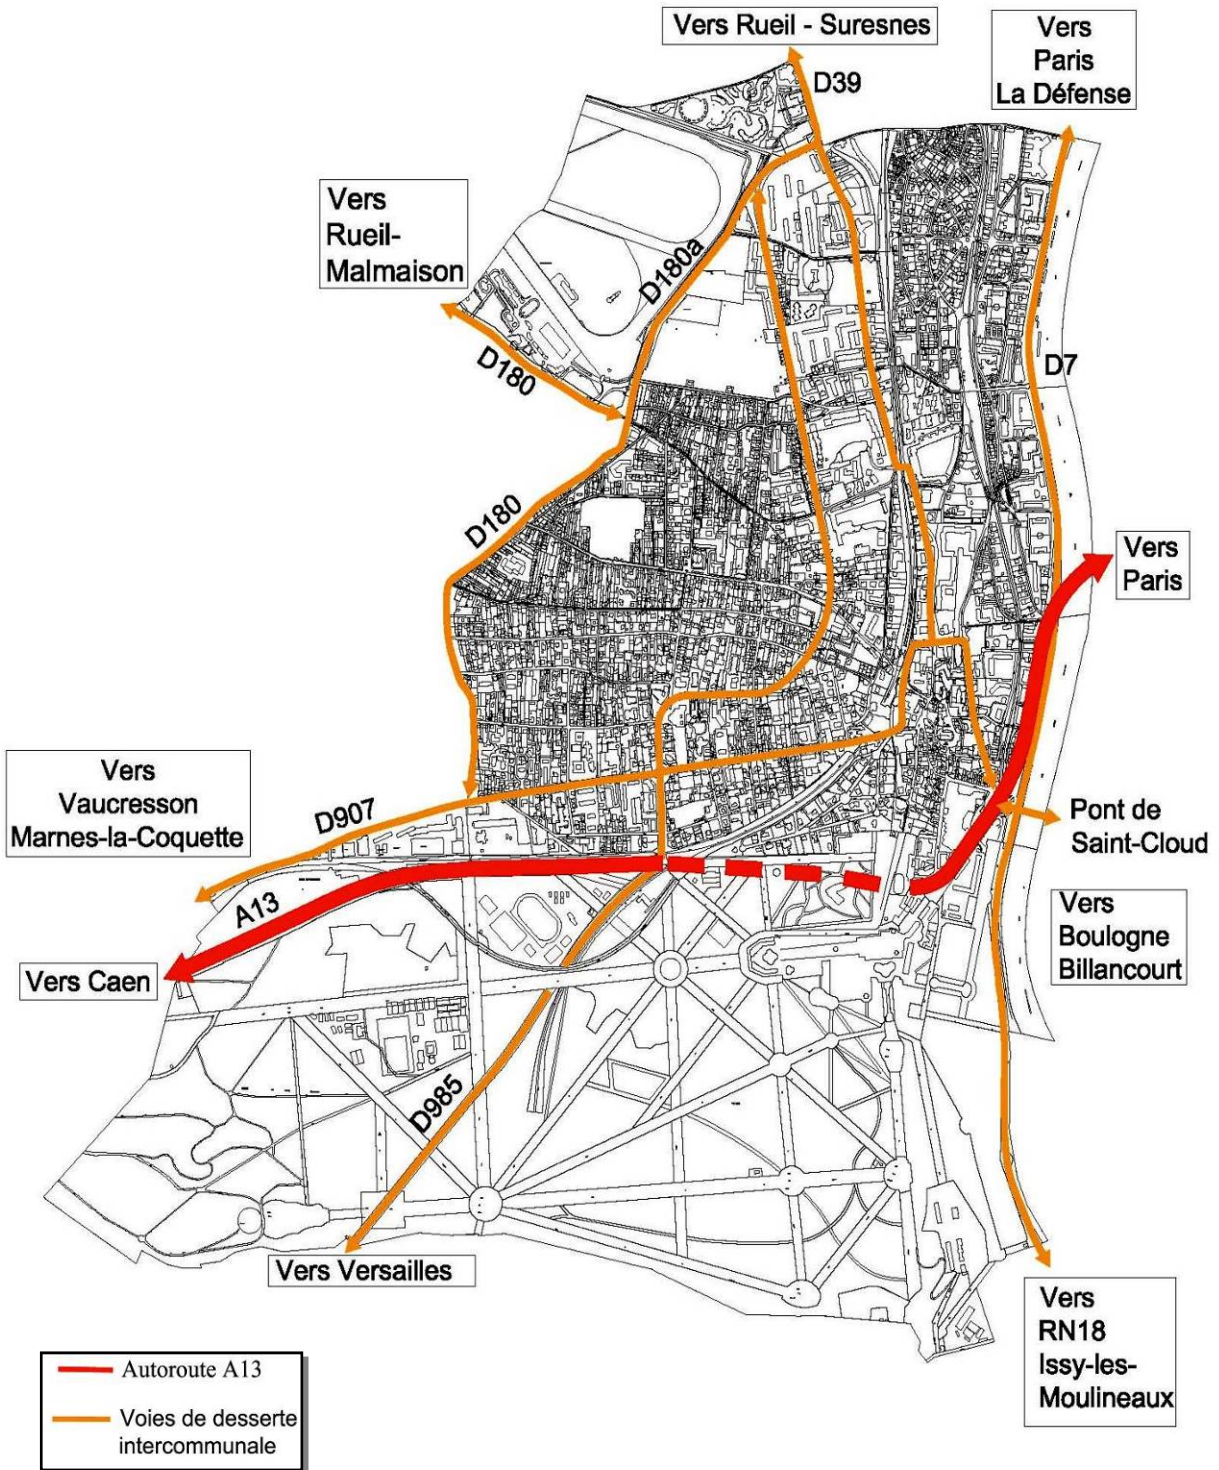 Vers Rueil - Suresnes
Vers
Paris
La Défense
D39
Vers
Rueil-
Malmaison
D180a
D180
D7
D180
Vers
Paris
Vers
Vaucresson
Marnes-la-Coquette
D907
Pont de
Saint-Cloud
A13
Vers
Boulogne
Billancourt
Vers Caen
D985
Vers Versailles
Vers
RN18
Issy-les-
Moulineaux
Autoroute A13
Voies de desserte
intercommunale